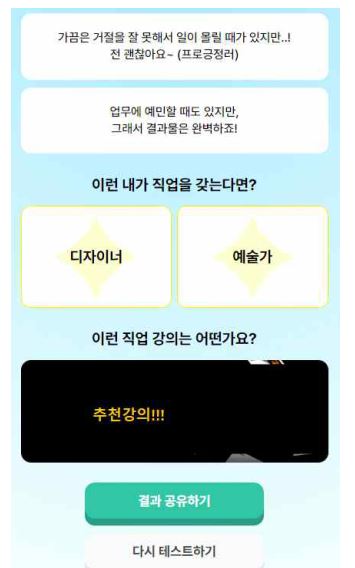 가끔은 거절을 잘 못해서 일이 몰릴 때가 있지만..!
전 괜찮아요~ (프로긍정러)
업무에 예민할 때도 있지만,
그래서 결과물은 완벽하죠!
이런 내가 직업을 갖는다면?
디자이너
예술가
이런 직업 강의는 어떤가요?
추천강의!!!
결과 공유하기
다시 테스트하기